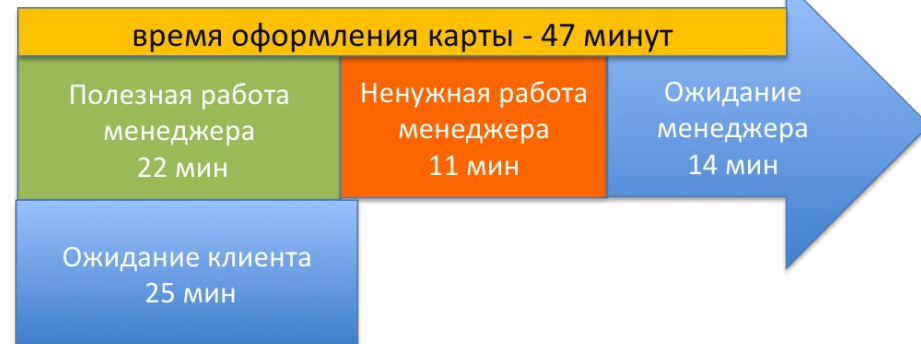 время оформления карты - 47 минут
Полезная работа
менеджера
22 мин
Ненужная работа
менеджера
11 мин
Ожидание
менеджера
14 мин
Ожидание клиента
25 мин